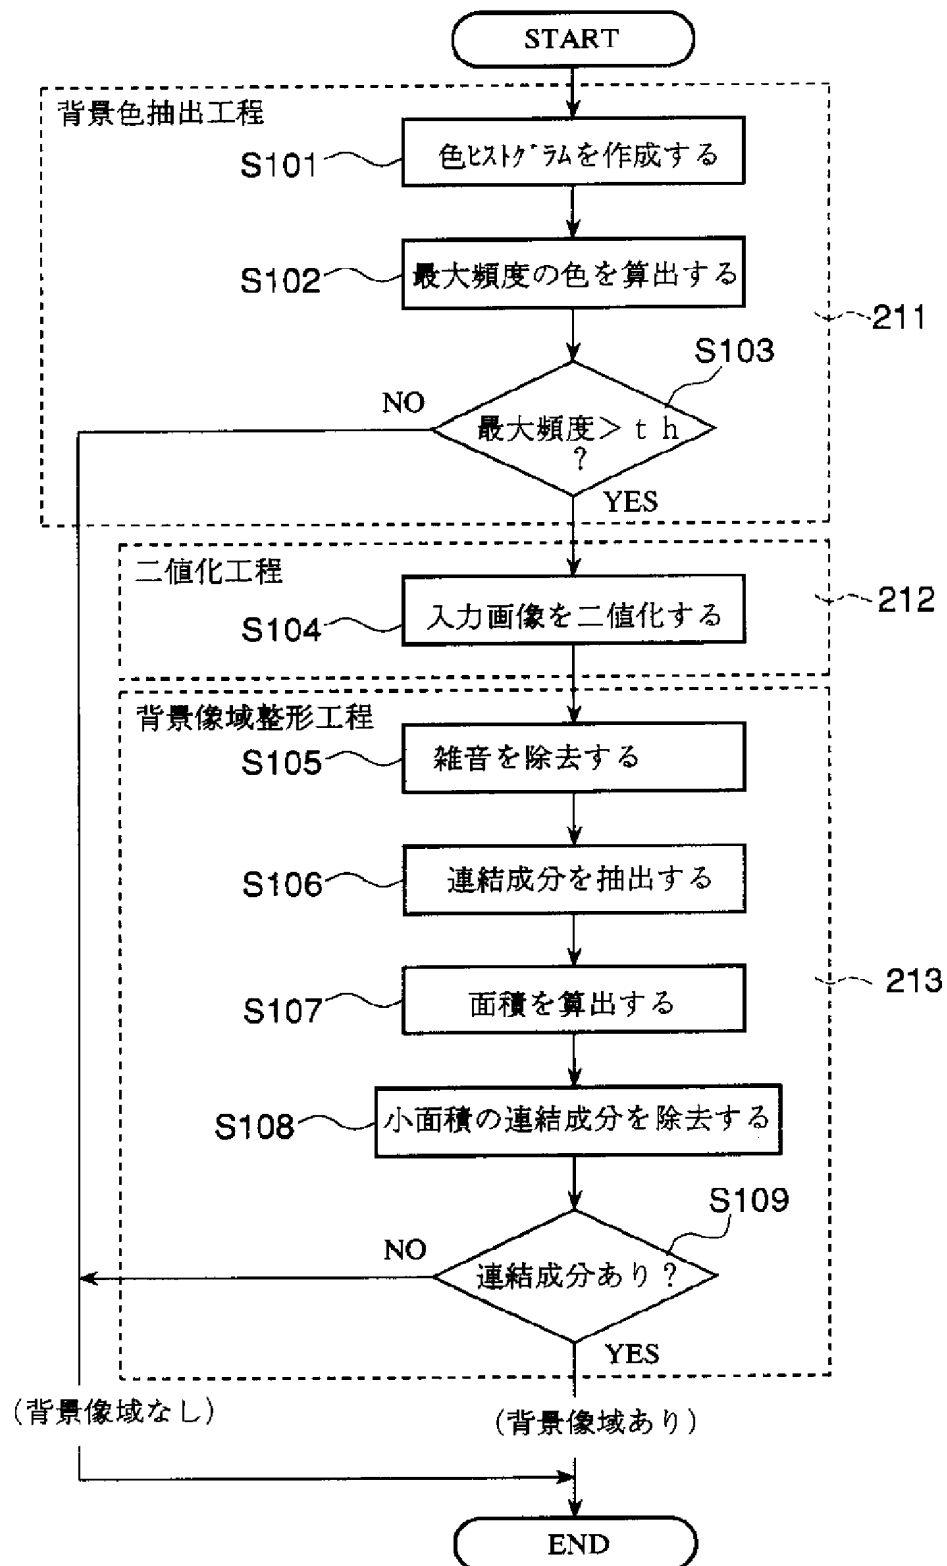 START
背景色抽出工程
S101
色ﾋｽﾄｸﾞﾗﾑを作成する
S102
最大頻度の色を算出する
211
S103
NO
最大頻度＞ｔｈ
？
YES
二値化工程
212
S104
入力画像を二値化する
背景像域整形工程
S105
雑音を除去する
S106
連結成分を抽出する
213
S107
面積を算出する
S108
小面積の連結成分を除去する
S109
NO
連結成分あり？
YES
（背景像域なし）
（背景像域あり）
END